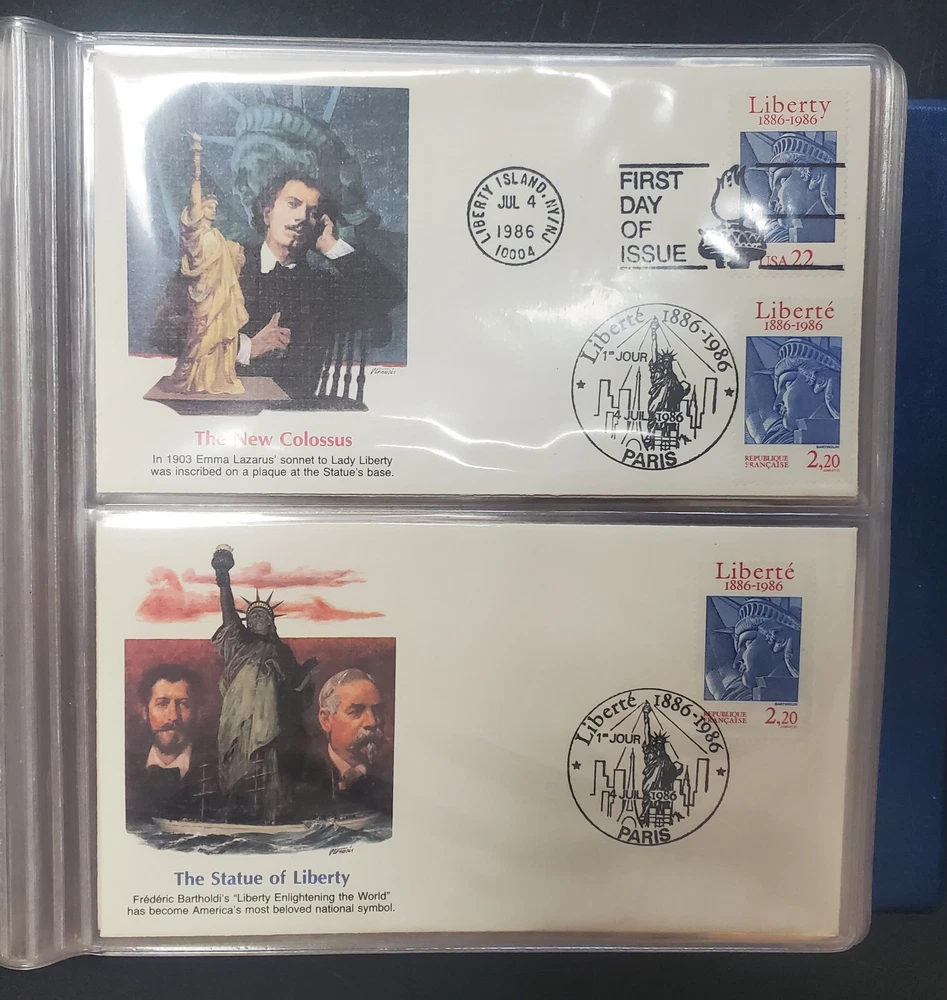 Liberty
1886-1986
LIBERTY ISLAND, NY/NJ
JUL 4
1986
10004
FIRST
DAY
OF
ISSUE
USA 22
Liberté
1886-1986
BARTHOLDI
REPUBLIQUE
FRANÇAISE
2,20
Liberté 1886-1986
1er JOUR
4 JUIL 1986
PARIS
The New Colossus
In 1903 Emma Lazarus' sonnet to Lady Liberty
was inscribed on a plaque at the Statue's base.
Liberté
1886-1986
BARTHOLDI
REPUBLIQUE
FRANÇAISE
2,20
Liberté 1886-1986
1er JOUR
4 JUIL 1986
PARIS
The Statue of Liberty
Frédéric Bartholdi's "Liberty Enlightening the World"
has become America's most beloved national symbol.